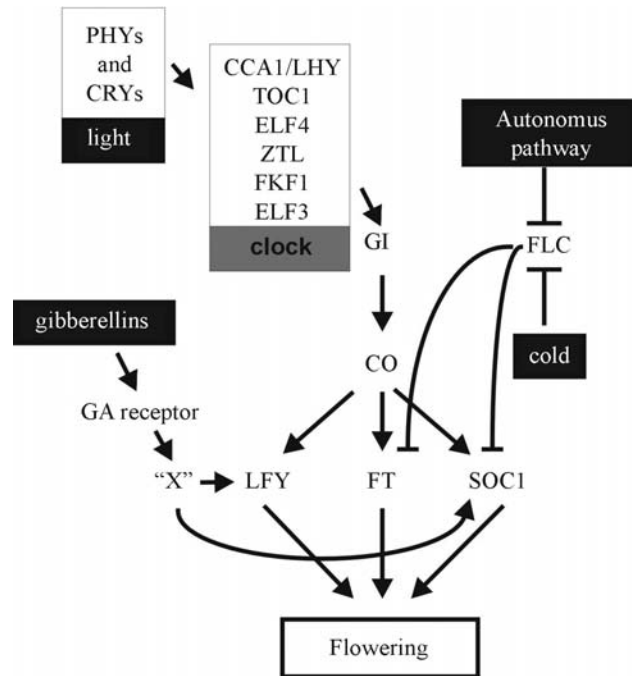 PHYs
and
CRYs
light
CCA1/LHY
TOC1
ELF4
ZTL
FKF1
ELF3
clock
Autonomus
pathway
GI
FLC
gibberellins
cold
CO
GA receptor
“X”
LFY
FT
SOC1
Flowering